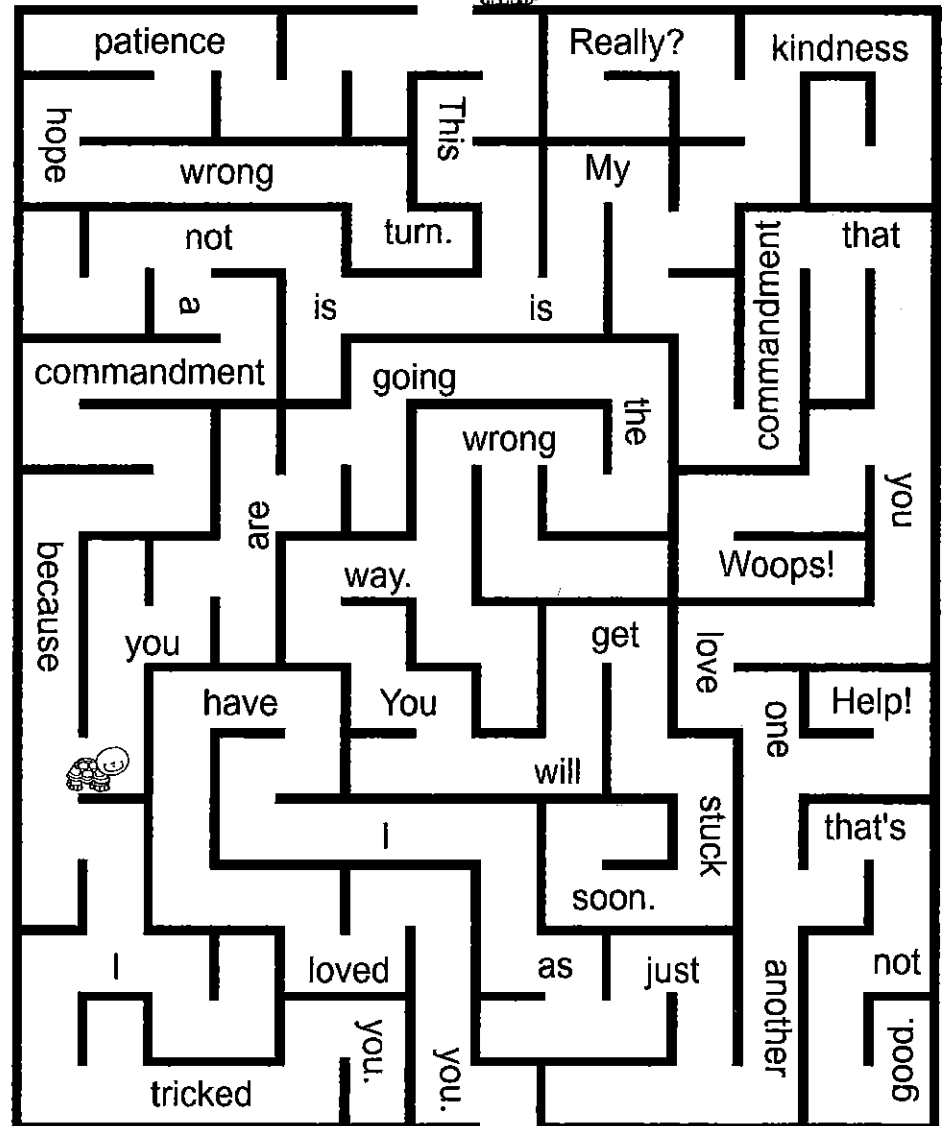 patience
Really?
kindness
hope
This
wrong
My
not
turn.
commandment
that
a
is
is
commandment
going
the
wrong
are
you
because
way.
Woops!
you
get
love
have
You
one
Help!
will
stuck
I
that's
soon.
I
loved
as
just
another
not
you.
you.
good.
tricked